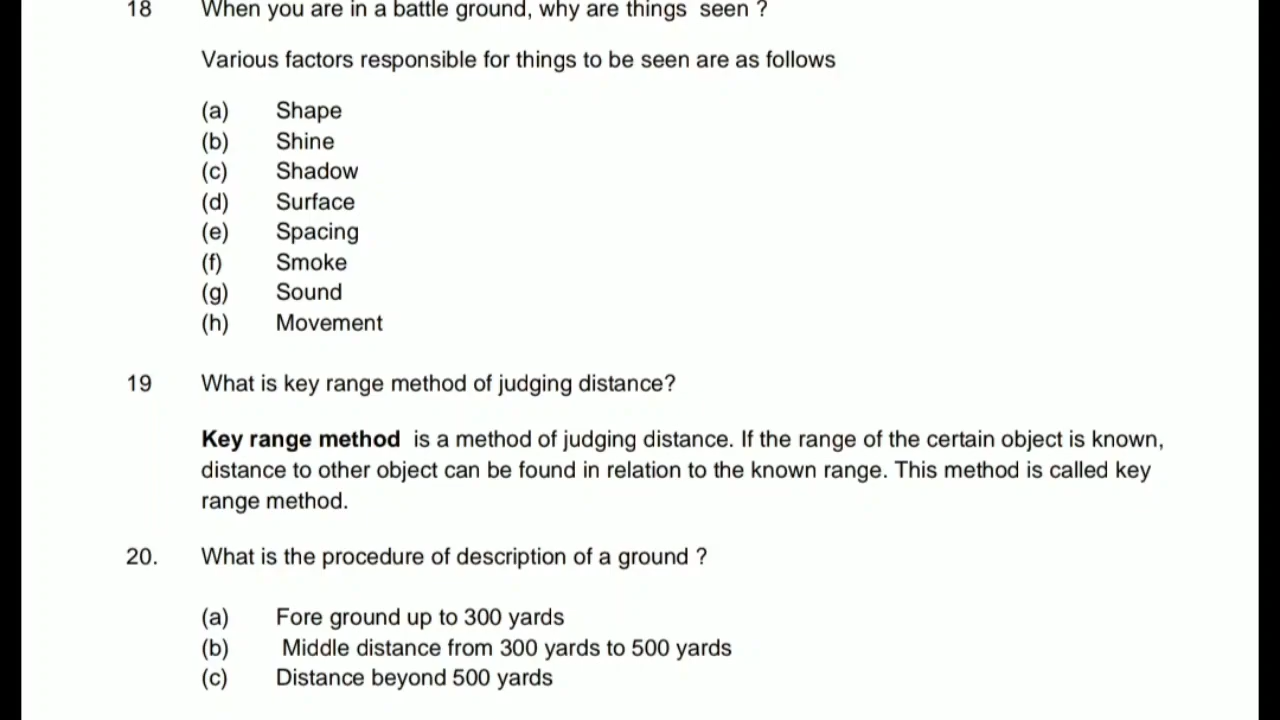 18 When you are in a battle ground, why are things seen ?
Various factors responsible for things to be seen are as follows
(a) Shape
(b) Shine
(c) Shadow
(d) Surface
(e) Spacing
(f) Smoke
(g) Sound
(h) Movement
19 What is key range method of judging distance?
Key range method is a method of judging distance. If the range of the certain object is known,
distance to other object can be found in relation to the known range. This method is called key
range method.
20. What is the procedure of description of a ground ?
(a) Fore ground up to 300 yards
(b) Middle distance from 300 yards to 500 yards
(c) Distance beyond 500 yards